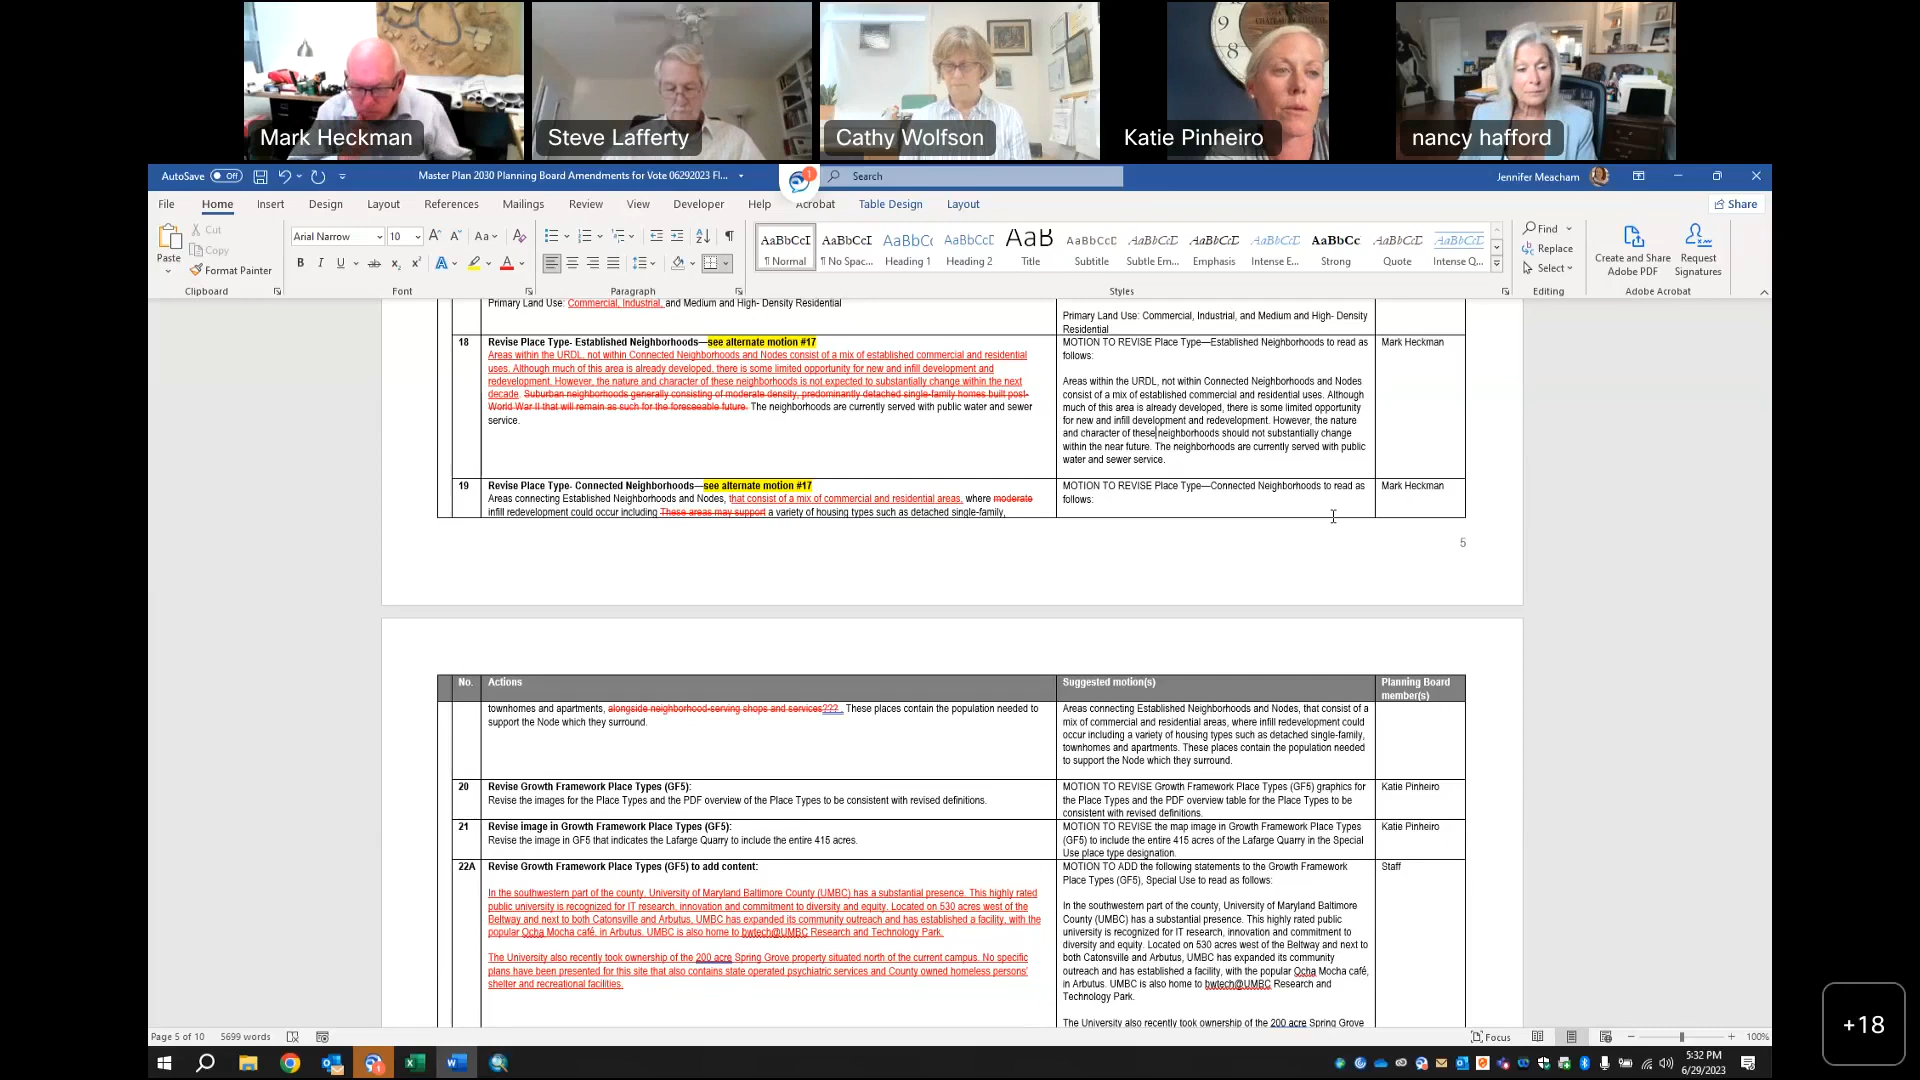 Mark Heckman
Steve Lafferty
Cathy Wolfson
Katie Pinheiro
nancy hafford
AutoSave Off
Master Plan 2030 Planning Board Amendments for Vote 06292023 Fl...
1
Search
Jennifer Meacham
File Home Insert Design Layout References Mailings Review View Developer Help Acrobat Table Design Layout
Share
Paste
Cut
Copy
Format Painter
Clipboard
Arial Narrow 10
Font
Paragraph
AaBbCcI AaBbCcI AaBbCc AaBbCcC AaB AaBbCcC AaBbCcL AaBbCcL AaBbCcL AaBbCc AaBbCcL AaBbCcL
¶ Normal ¶ No Spac... Heading 1 Heading 2 Title Subtitle Subtle Em... Emphasis Intense E... Strong Quote Intense Q...
Styles
Find
Replace
Select
Editing
Create and Share Adobe PDF
Request Signatures
Adobe Acrobat
Primary Land Use: Commercial, Industrial, and Medium and High- Density Residential
Primary Land Use: Commercial, Industrial, and Medium and High- Density
Residential
18
Revise Place Type- Established Neighborhoods—see alternate motion #17
Areas within the URDL, not within Connected Neighborhoods and Nodes consist of a mix of established commercial and residential
uses. Although much of this area is already developed, there is some limited opportunity for new and infill development and
redevelopment. However, the nature and character of these neighborhoods is not expected to substantially change within the next
decade. Suburban neighborhoods generally consisting of moderate density, predominantly detached single-family homes built post-
World War II that will remain as such for the foreseeable future. The neighborhoods are currently served with public water and sewer
service.
MOTION TO REVISE Place Type—Established Neighborhoods to read as
follows:
Areas within the URDL, not within Connected Neighborhoods and Nodes
consist of a mix of established commercial and residential uses. Although
much of this area is already developed, there is some limited opportunity
for new and infill development and redevelopment. However, the nature
and character of these neighborhoods should not substantially change
within the near future. The neighborhoods are currently served with public
water and sewer service.
Mark Heckman
19
Revise Place Type- Connected Neighborhoods—see alternate motion #17
Areas connecting Established Neighborhoods and Nodes, that consist of a mix of commercial and residential areas, where moderate
infill redevelopment could occur including These areas may support a variety of housing types such as detached single-family,
MOTION TO REVISE Place Type—Connected Neighborhoods to read as
follows:
Mark Heckman
5
No. Actions Suggested motion(s) Planning Board
member(s)
townhomes and apartments, alongside neighborhood-serving shops and services??? . These places contain the population needed to
support the Node which they surround.
Areas connecting Established Neighborhoods and Nodes, that consist of a
mix of commercial and residential areas, where infill redevelopment could
occur including a variety of housing types such as detached single-family,
townhomes and apartments. These places contain the population needed
to support the Node which they surround.
20
Revise Growth Framework Place Types (GF5):
Revise the images for the Place Types and the PDF overview of the Place Types to be consistent with revised definitions.
MOTION TO REVISE Growth Framework Place Types (GF5) graphics for
the Place Types and the PDF overview table for the Place Types to be
consistent with revised definitions.
Katie Pinheiro
21
Revise image in Growth Framework Place Types (GF5):
Revise the image in GF5 that indicates the Lafarge Quarry to include the entire 415 acres.
MOTION TO REVISE the map image in Growth Framework Place Types
(GF5) to include the entire 415 acres of the Lafarge Quarry in the Special
Use place type designation.
Katie Pinheiro
22A
Revise Growth Framework Place Types (GF5) to add content:
In the southwestern part of the county, University of Maryland Baltimore County (UMBC) has a substantial presence. This highly rated
public university is recognized for IT research, innovation and commitment to diversity and equity. Located on 530 acres west of the
Beltway and next to both Catonsville and Arbutus, UMBC has expanded its community outreach and has established a facility, with the
popular Ocha Mocha café, in Arbutus. UMBC is also home to bwtech@UMBC Research and Technology Park.
The University also recently took ownership of the 200 acre Spring Grove property situated north of the current campus. No specific
plans have been presented for this site that also contains state operated psychiatric services and County owned homeless persons'
shelter and recreational facilities.
MOTION TO ADD the following statements to the Growth Framework
Place Types (GF5), Special Use to read as follows:
In the southwestern part of the county, University of Maryland Baltimore
County (UMBC) has a substantial presence. This highly rated public
university is recognized for IT research, innovation and commitment to
diversity and equity. Located on 530 acres west of the Beltway and next to
both Catonsville and Arbutus, UMBC has expanded its community
outreach and has established a facility, with the popular Ocha Mocha café,
in Arbutus. UMBC is also home to bwtech@UMBC Research and
Technology Park.
The University also recently took ownership of the 200 acre Spring Grove
Staff
Page 5 of 10 5699 words
Focus
100%
5:32 PM
6/29/2023
+18